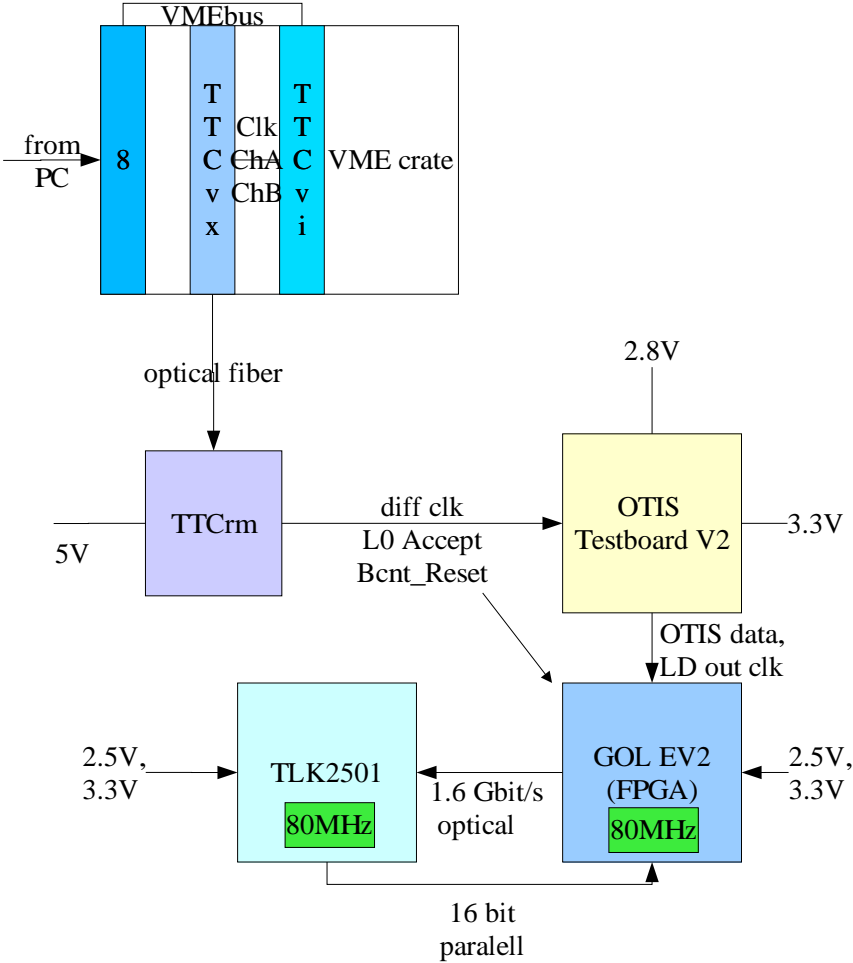 VMEbus
from
PC
8
T
T
C
v
x
Clk
ChA
ChB
T
T
C
v
i
VME crate
optical fiber
2.8V
TTCrm
5V
diff clk
L0 Accept
Bcnt_Reset
OTIS
Testboard V2
3.3V
OTIS data,
LD out clk
2.5V,
3.3V
TLK2501
80MHz
1.6 Gbit/s
optical
GOL EV2
(FPGA)
80MHz
2.5V,
3.3V
16 bit
paralell